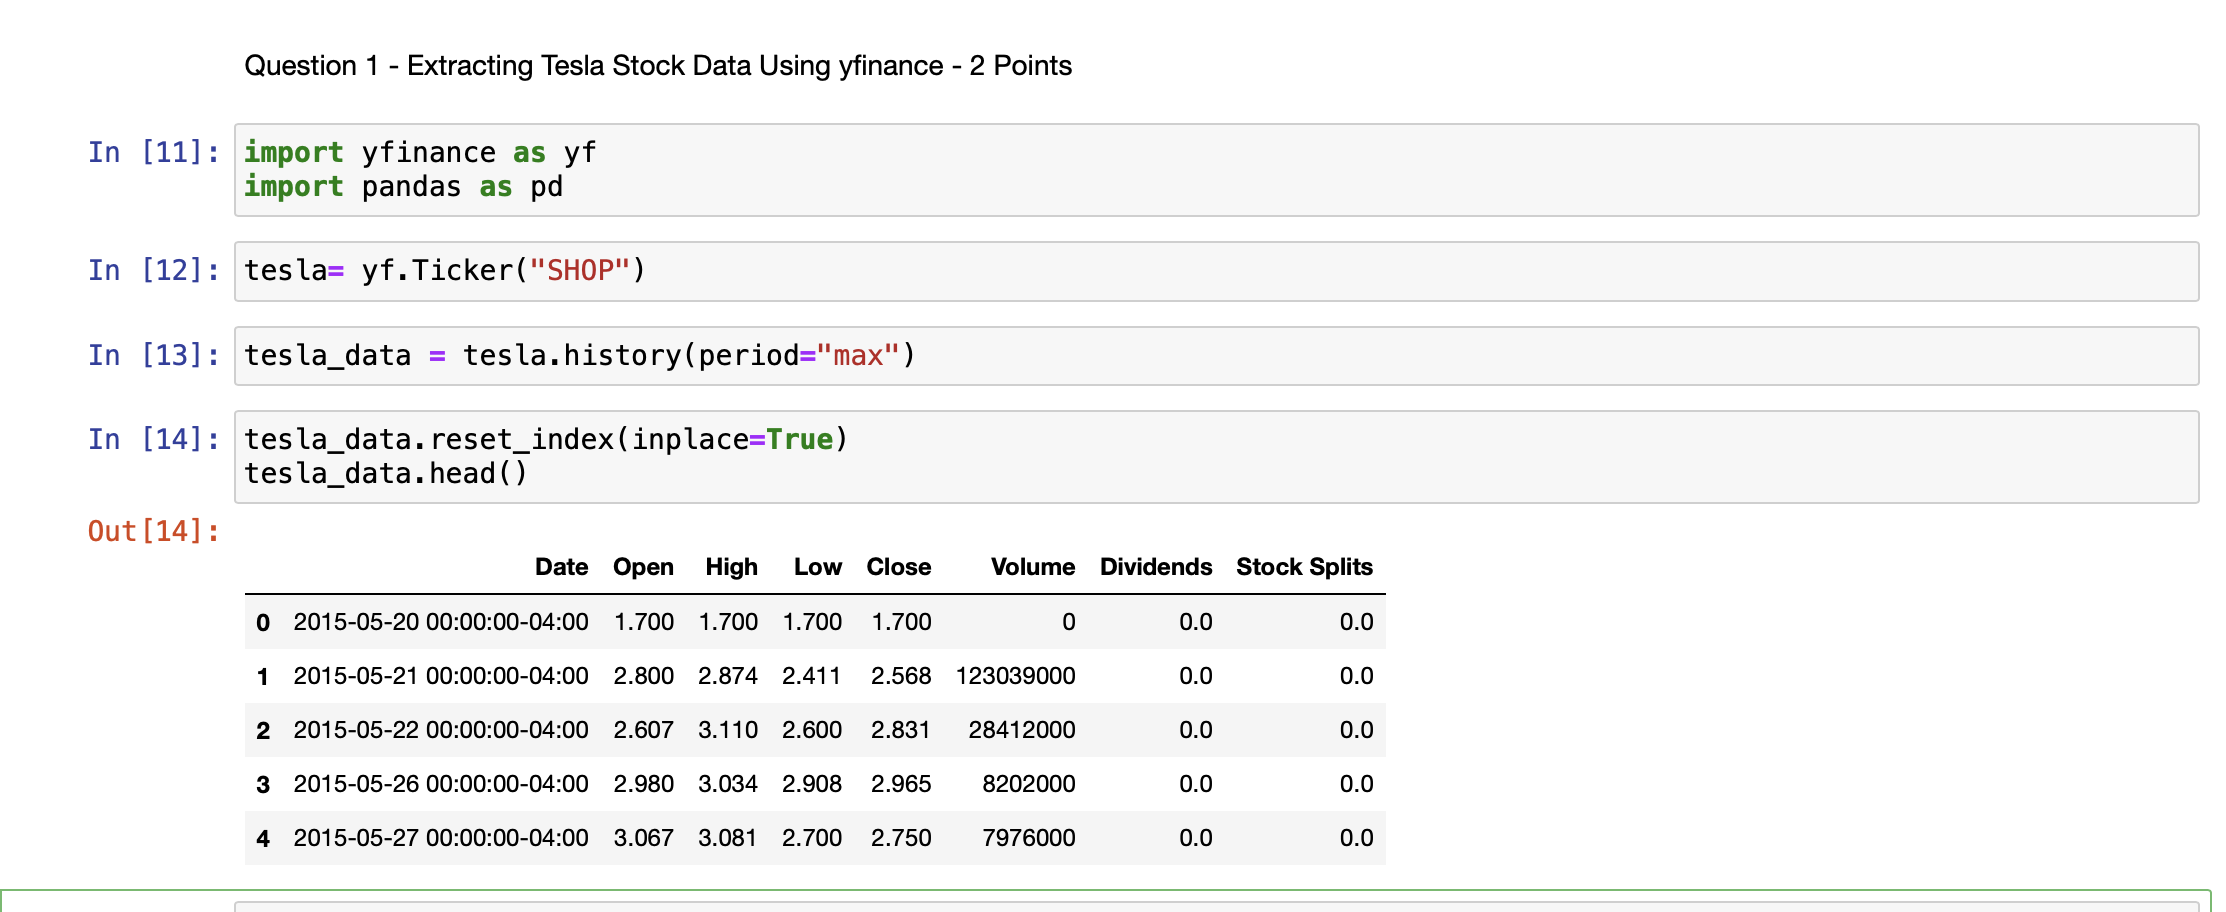 Question 1 - Extracting Tesla Stock Data Using yfinance - 2 Points
In [11]: import yfinance as yf
import pandas as pd
In [12]: tesla= yf.Ticker("SHOP")
In [13]: tesla_data = tesla.history(period="max")
In [14]: tesla_data.reset_index(inplace=True)
tesla_data.head()
Out[14]:
Date Open High Low Close Volume Dividends Stock Splits
0 2015-05-20 00:00:00-04:00 1.700 1.700 1.700 1.700 0 0.0 0.0
1 2015-05-21 00:00:00-04:00 2.800 2.874 2.411 2.568 123039000 0.0 0.0
2 2015-05-22 00:00:00-04:00 2.607 3.110 2.600 2.831 28412000 0.0 0.0
3 2015-05-26 00:00:00-04:00 2.980 3.034 2.908 2.965 8202000 0.0 0.0
4 2015-05-27 00:00:00-04:00 3.067 3.081 2.700 2.750 7976000 0.0 0.0